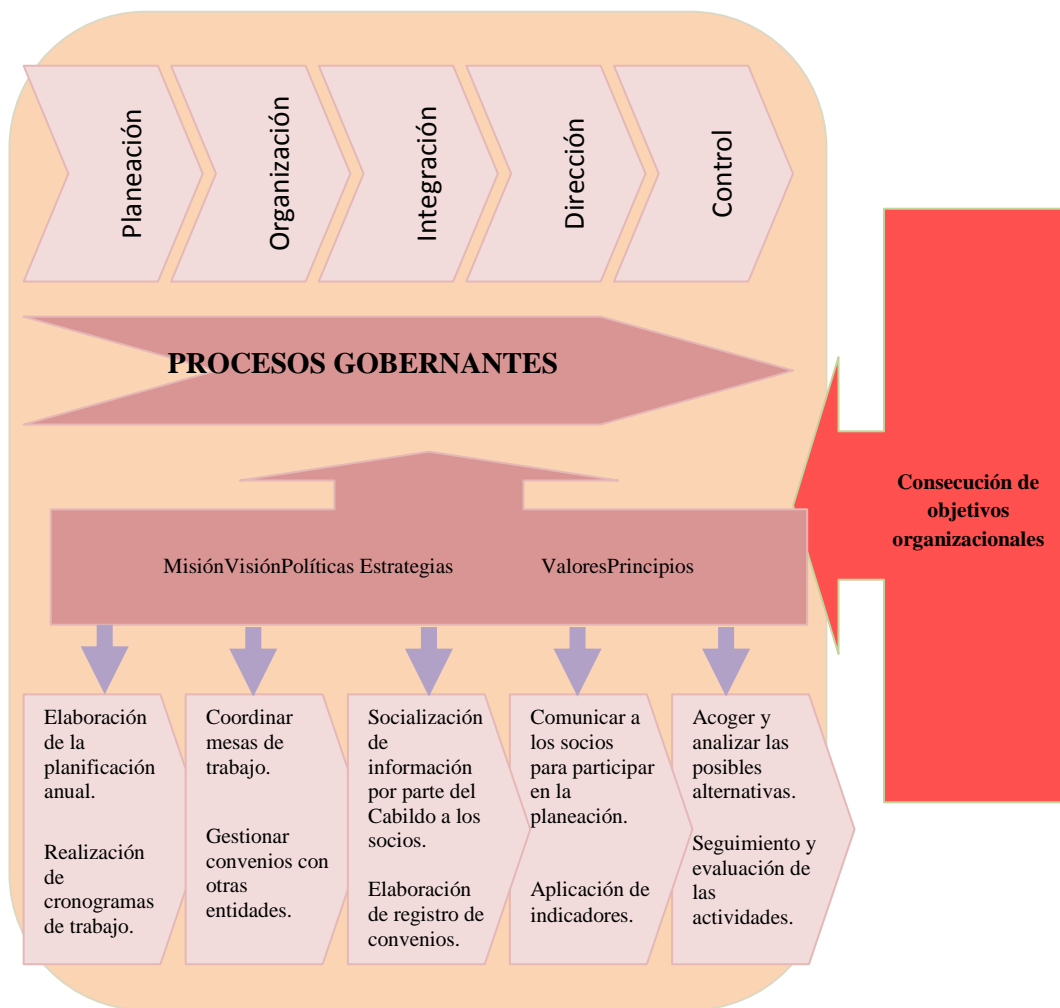 Planeación
Organización
Integración
Dirección
Control
PROCESOS GOBERNANTES
Consecución de
objetivos
organizacionales
MisiónVisiónPolíticas Estrategias ValoresPrincipios
Elaboración
de la
planificación
anual.
Realización
de
cronogramas
de trabajo.
Coordinar
mesas de
trabajo.
Gestionar
convenios con
otras
entidades.
Socialización
de
información
por parte del
Cabildo a los
socios.
Elaboración
de registro de
convenios.
Comunicar a
los socios
para participar
en la
planeación.
Aplicación de
indicadores.
Acoger y
analizar las
posibles
alternativas.
Seguimiento y
evaluación de
las
actividades.